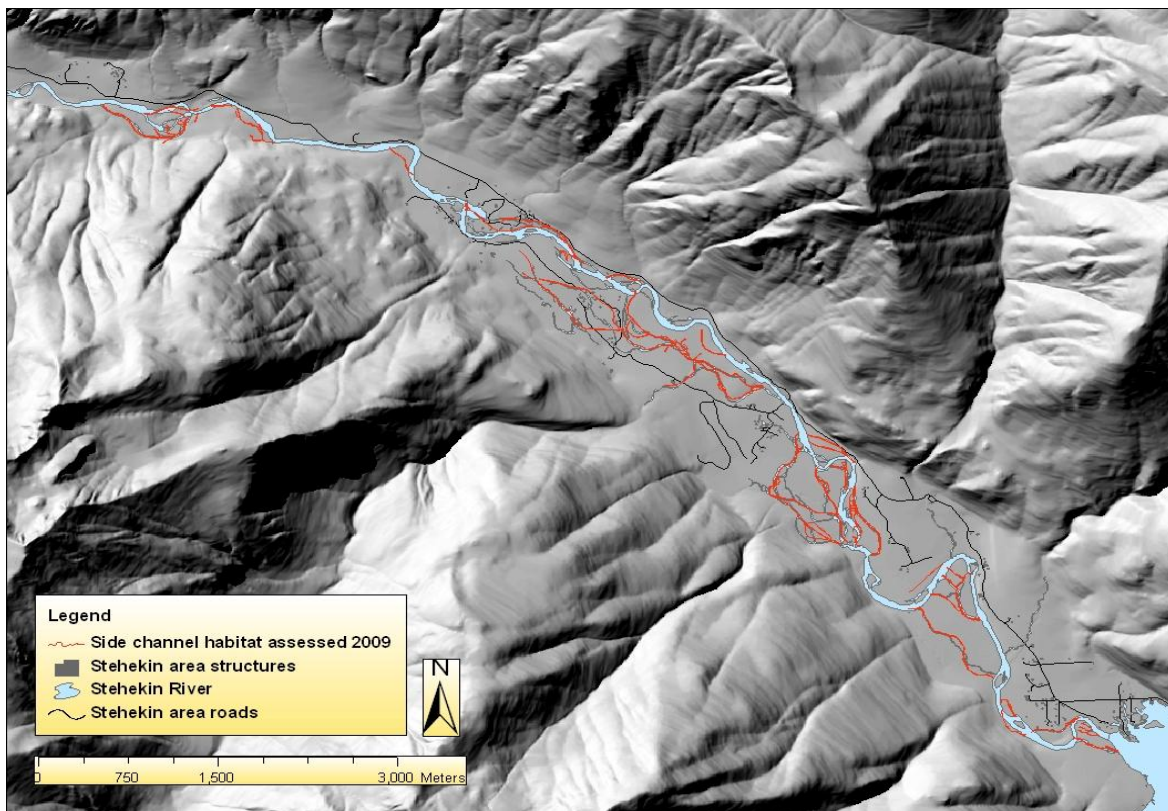 Legend
Side channel habitat assessed 2009
Stehekin area structures
Stehekin River
Stehekin area roads
N
0 750 1,500 3,000 Meters